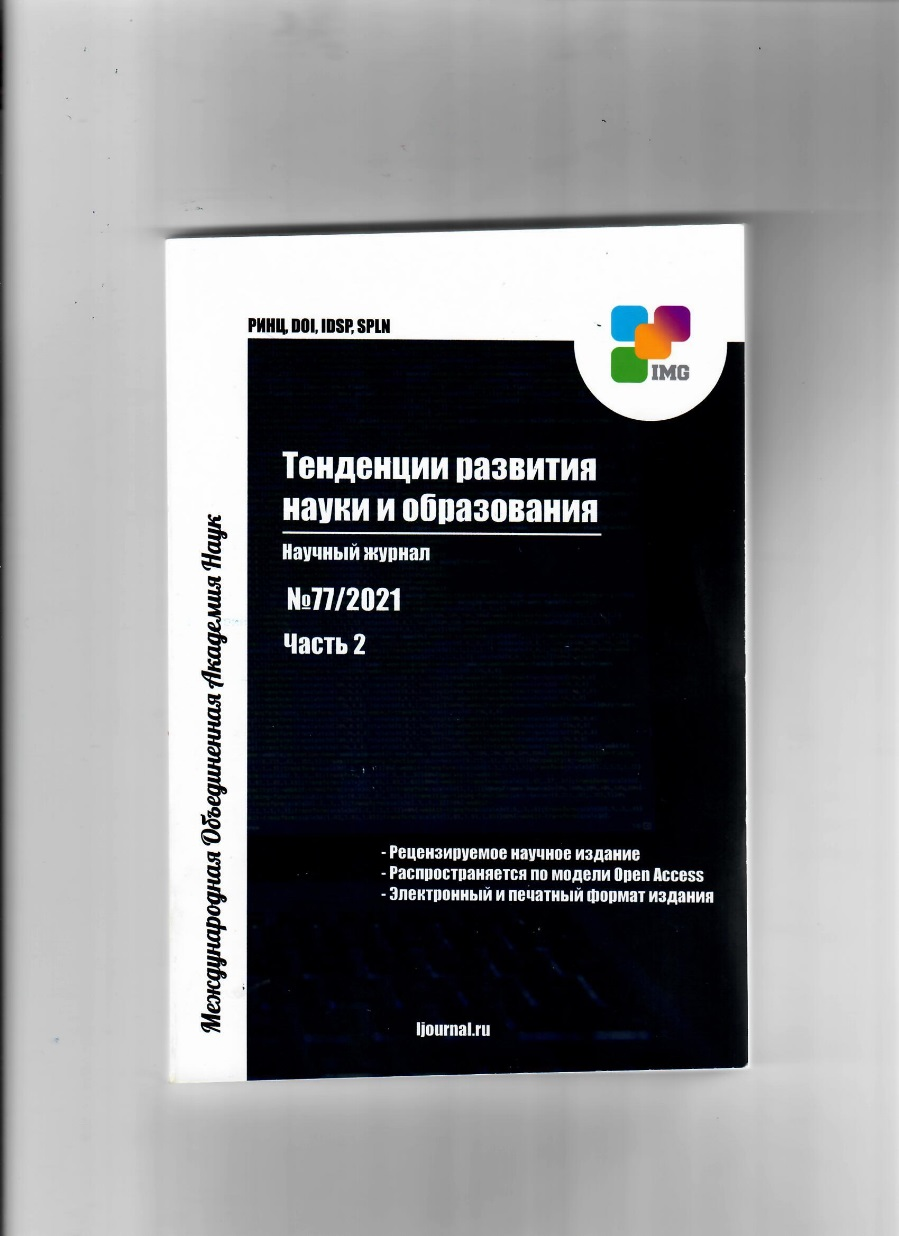 РИНЦ, DOI, IDSP, SPLN
IMG
Тенденции развития
науки и образования
Научный журнал
№77/2021
Часть 2
Международная Объединенная Академия Наук
- Рецензируемое научное издание
- Распространяется по модели Open Access
- Электронный и печатный формат издания
ljournal.ru